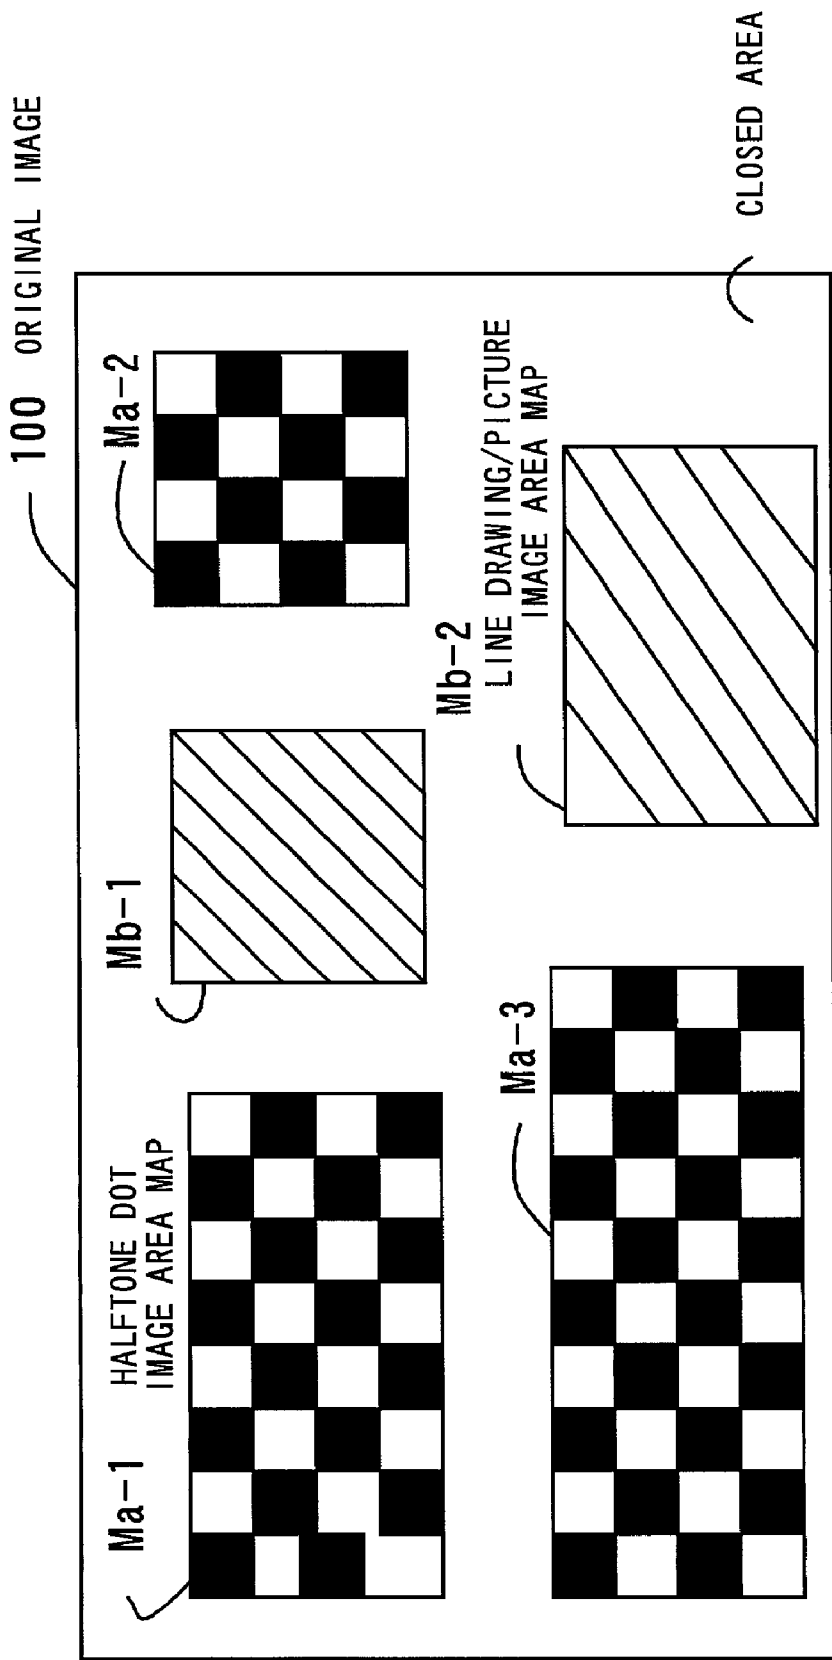 100 ORIGINAL IMAGE
Ma-1
HALFTONE DOT
IMAGE AREA MAP
Mb-1
Ma-2
Ma-3
Mb-2
LINE DRAWING/PICTURE
IMAGE AREA MAP
CLOSED AREA